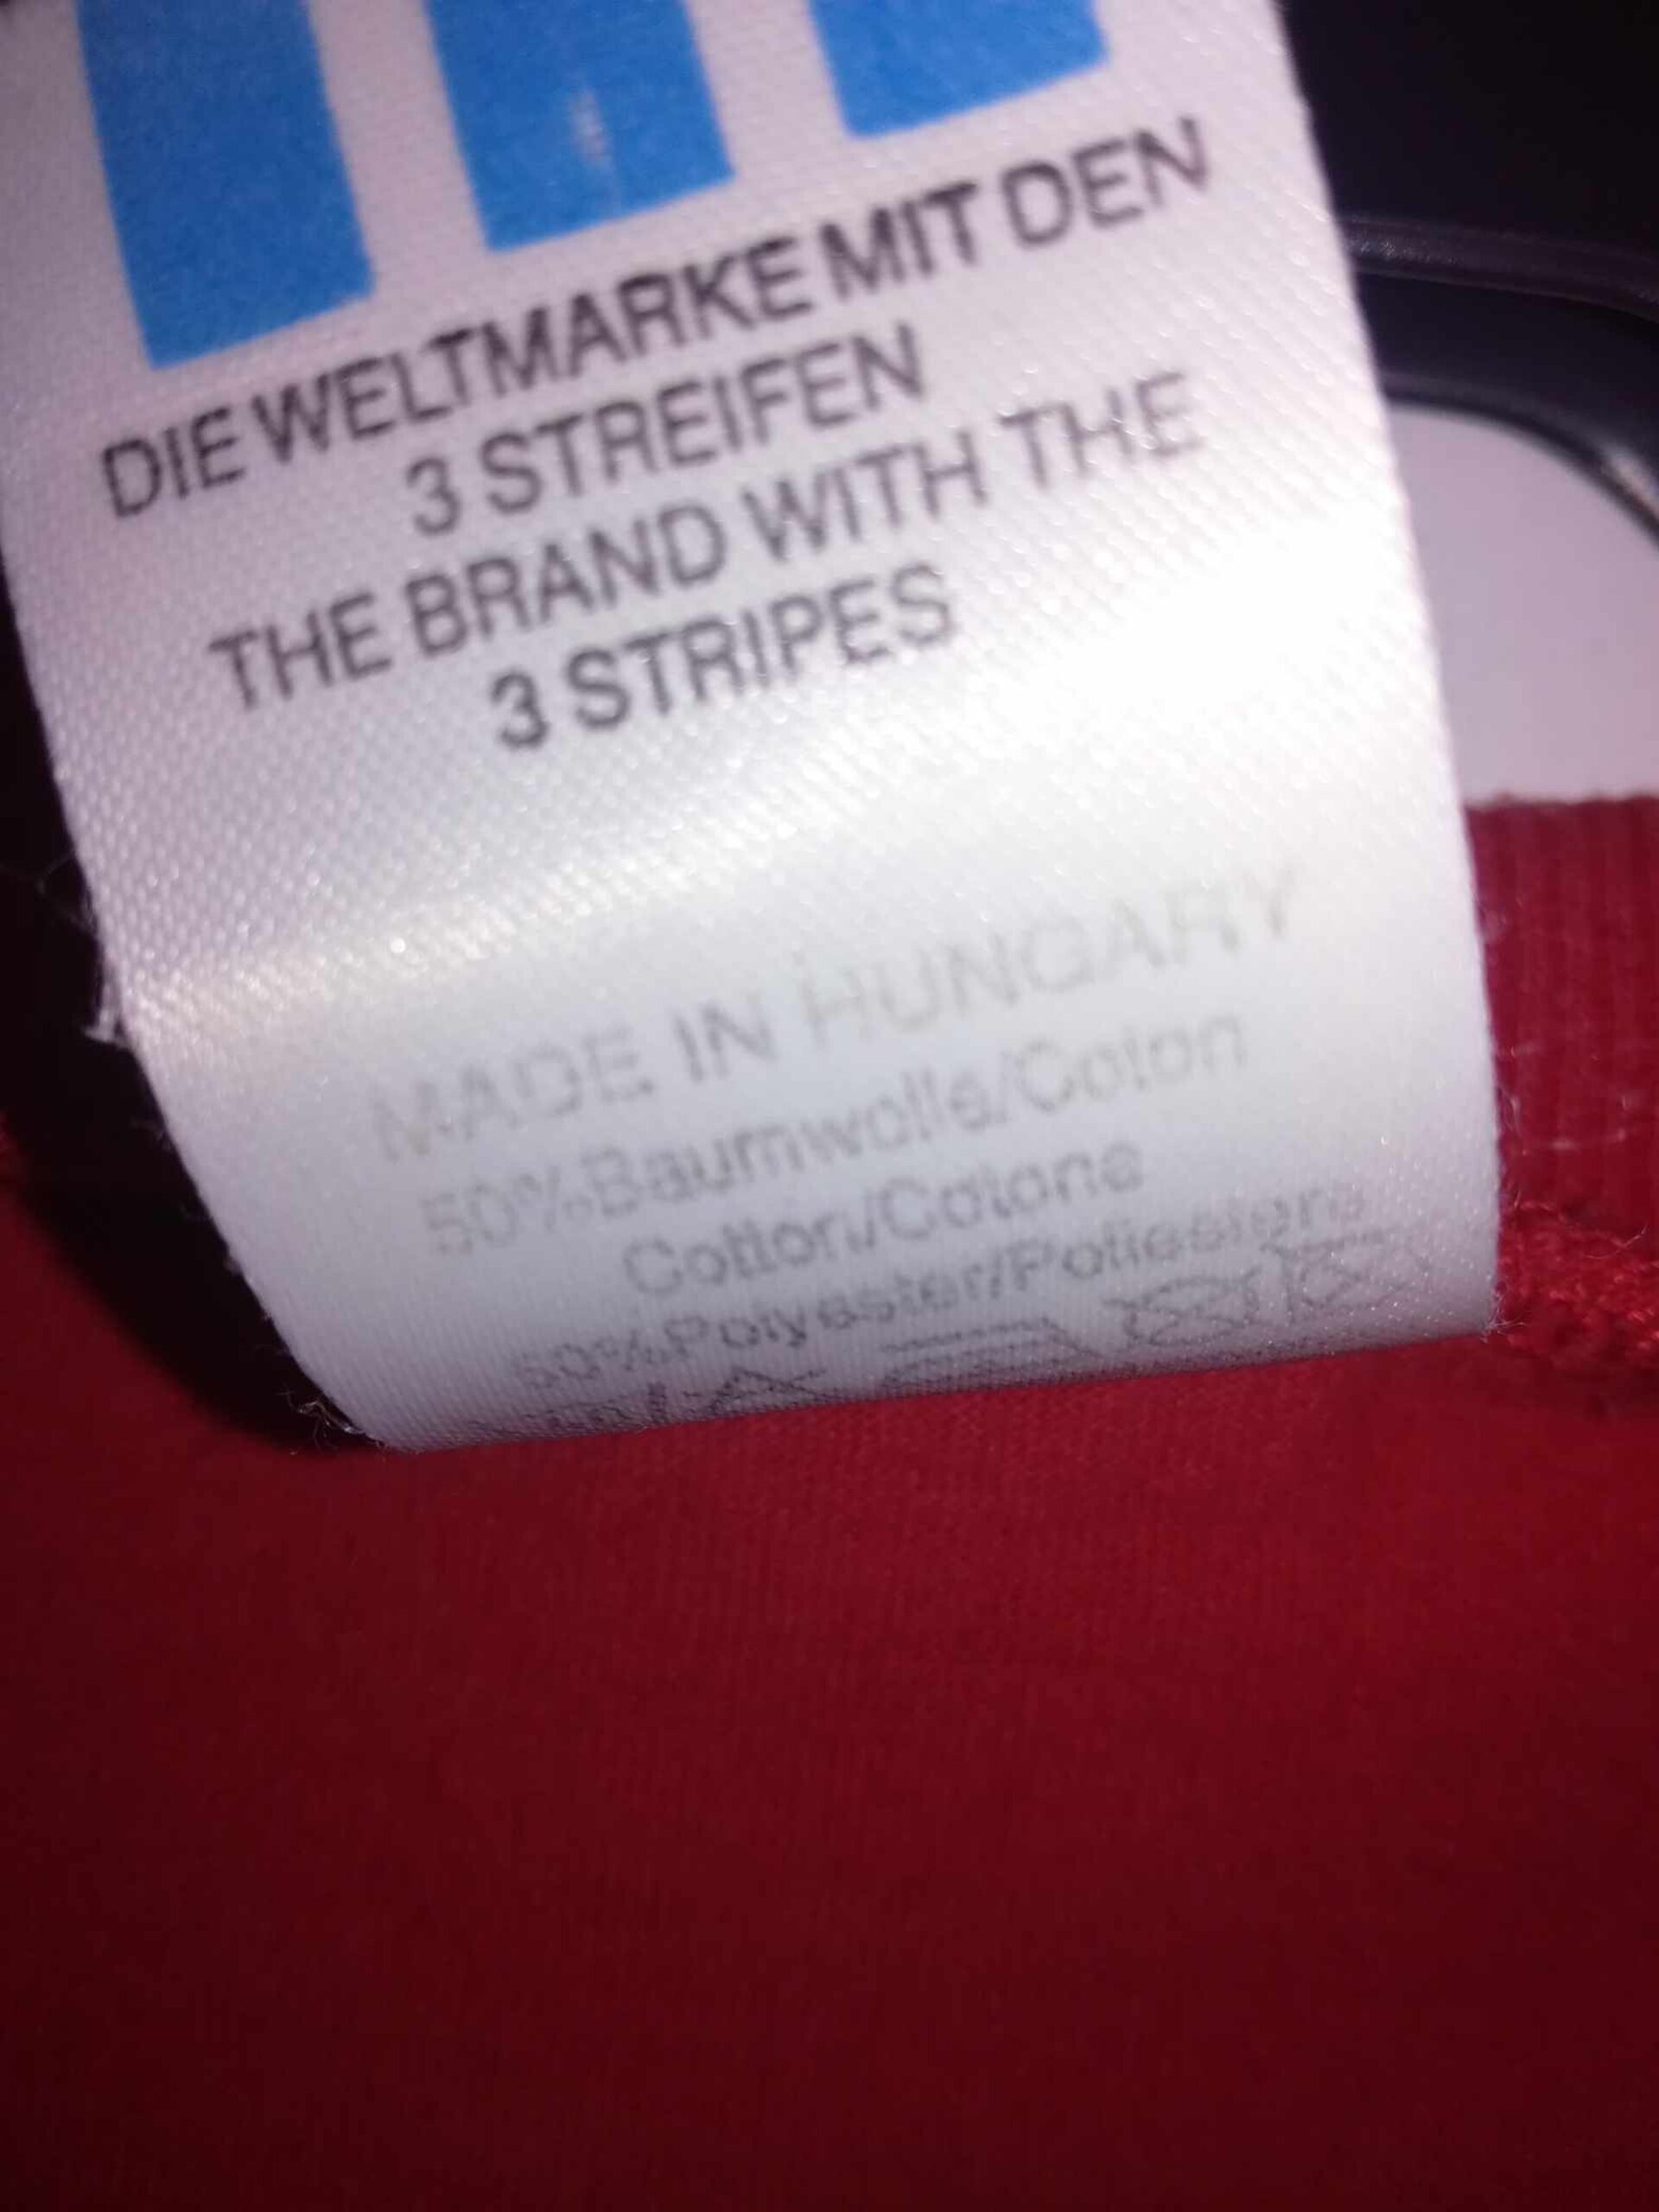 DIE WELTMARKE MIT DEN
3 STREIFEN
THE BRAND WITH THE
3 STRIPES
MADE IN HUNGARY
50%Baumwolle/Coton
Cotton/Cotone
50%Polyester/Poliestere